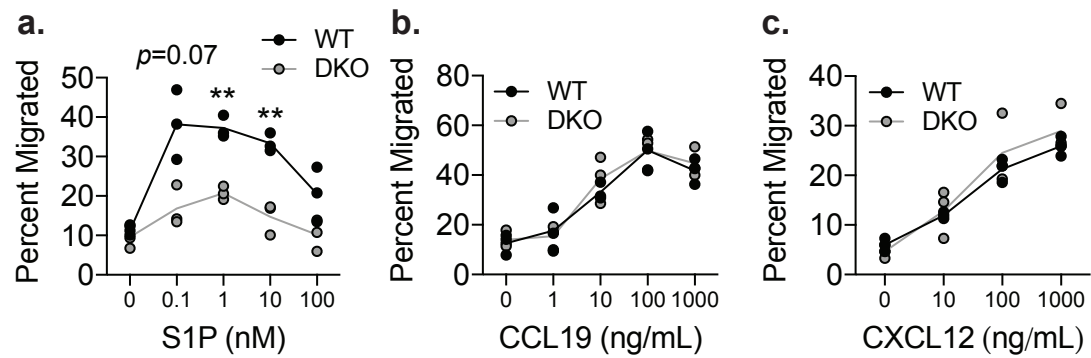 a.
p=0.07
WT
DKO
**
**
Percent Migrated
50
40
30
20
10
0
0 0.1 1 10 100
S1P (nM)
b.
WT
DKO
Percent Migrated
80
60
40
20
0
0 1 10 100 1000
CCL19 (ng/mL)
c.
WT
DKO
Percent Migrated
40
30
20
10
0
0 10 100 1000
CXCL12 (ng/mL)